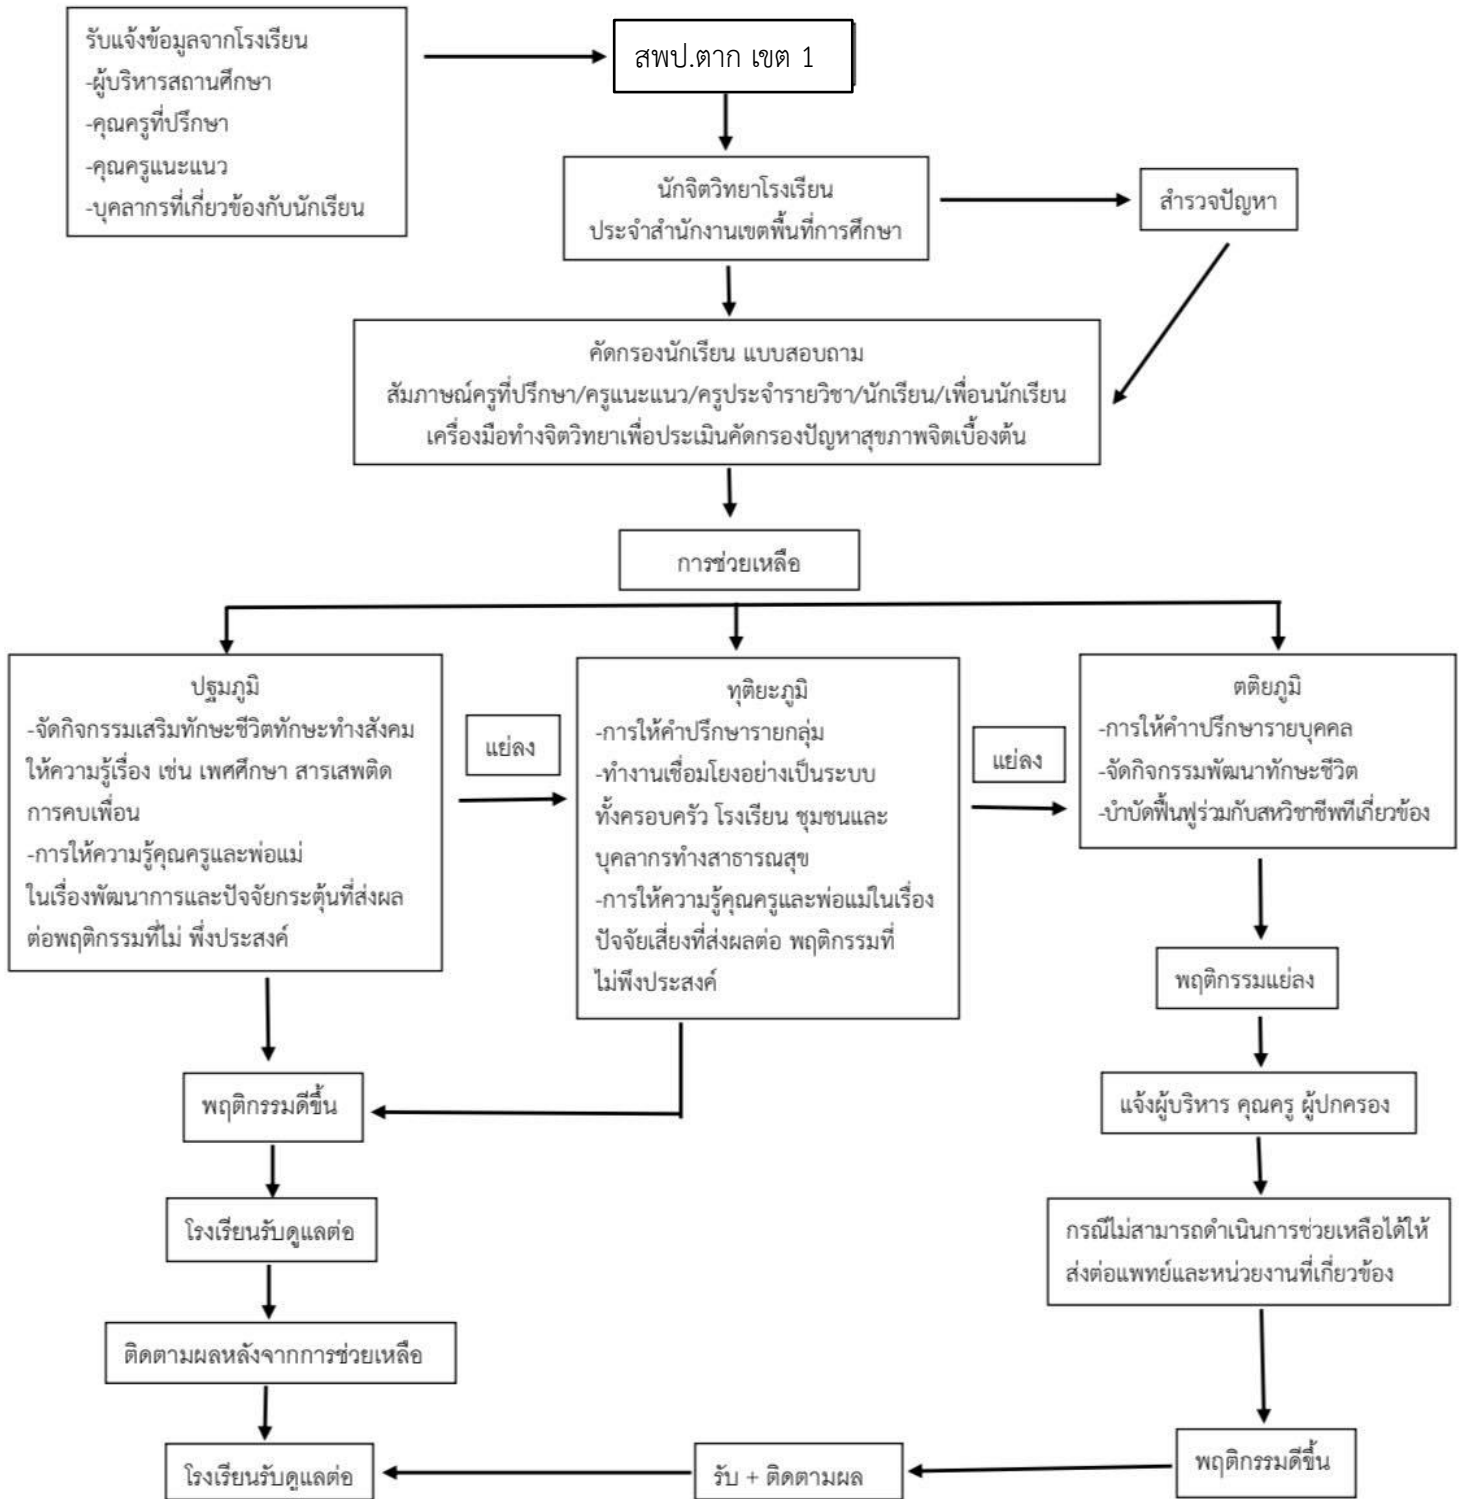 รับแจ้งข้อมูลจากโรงเรียน
-ผู้บริหารสถานศึกษา
-คุณครูที่ปรึกษา
-คุณครูแนะแนว
-บุคลากรที่เกี่ยวข้องกับนักเรียน
สพป.ตาก เขต 1
นักจิตวิทยาโรงเรียน
ประจำสำนักงานเขตพื้นที่การศึกษา
สำรวจปัญหา
คัดกรองนักเรียน แบบสอบถาม
สัมภาษณ์ครูที่ปรึกษา/ครูแนะแนว/ครูประจำรายวิชา/นักเรียน/เพื่อนนักเรียน
เครื่องมือทำงจิตวิทยาเพื่อประเมินคัดกรองปัญหาสุขภาพจิตเบื้องต้น
การช่วยเหลือ
ปฐมภูมิ
-จัดกิจกรรมเสริมทักษะชีวิตทักษะทำงสังคม
ให้ความรู้เรื่อง เช่น เพศศึกษา สารเสพติด
การคบเพื่อน
-การให้ความรู้คุณครูและพ่อแม่
ในเรื่องพัฒนาการและปัจจัยกระตุ้นที่ส่งผล
ต่อพฤติกรรมที่ไม่ พึ่งประสงค์
แย่ลง
ทุติยะภูมิ
-การให้คำปรึกษารายกลุ่ม
-ทำงานเชื่อมโยงอย่างเป็นระบบ
ทั้งครอบครัว โรงเรียน ชุมชนและ
บุคลากรทำงสาธารณสุข
-การให้ความรู้คุณครูและพ่อแม่ในเรื่อง
ปัจจัยเสี่ยงที่ส่งผลต่อ พฤติกรรมที่
ไม่พึงประสงค์
แย่ลง
ตติยภูมิ
-การให้คำาปรึกษารายบุคคล
-จัดกิจกรรมพัฒนาทักษะชีวิต
-บำบัดฟื้นฟูร่วมกับสหวิชาชีพทีเกี่ยวข้อง
พฤติกรรมแย่ลง
พฤติกรรมดีขึ้น
แจ้งผู้บริหาร คุณครู ผู้ปกครอง
โรงเรียนรับดูแลต่อ
กรณีไม่สามารถดำเนินการช่วยเหลือได้ให้
ส่งต่อแพทย์และหน่วยงานที่เกี่ยวข้อง
ติดตามผลหลังจากการช่วยเหลือ
โรงเรียนรับดูแลต่อ
รับ + ติดตามผล
พฤติกรรมดีขึ้น